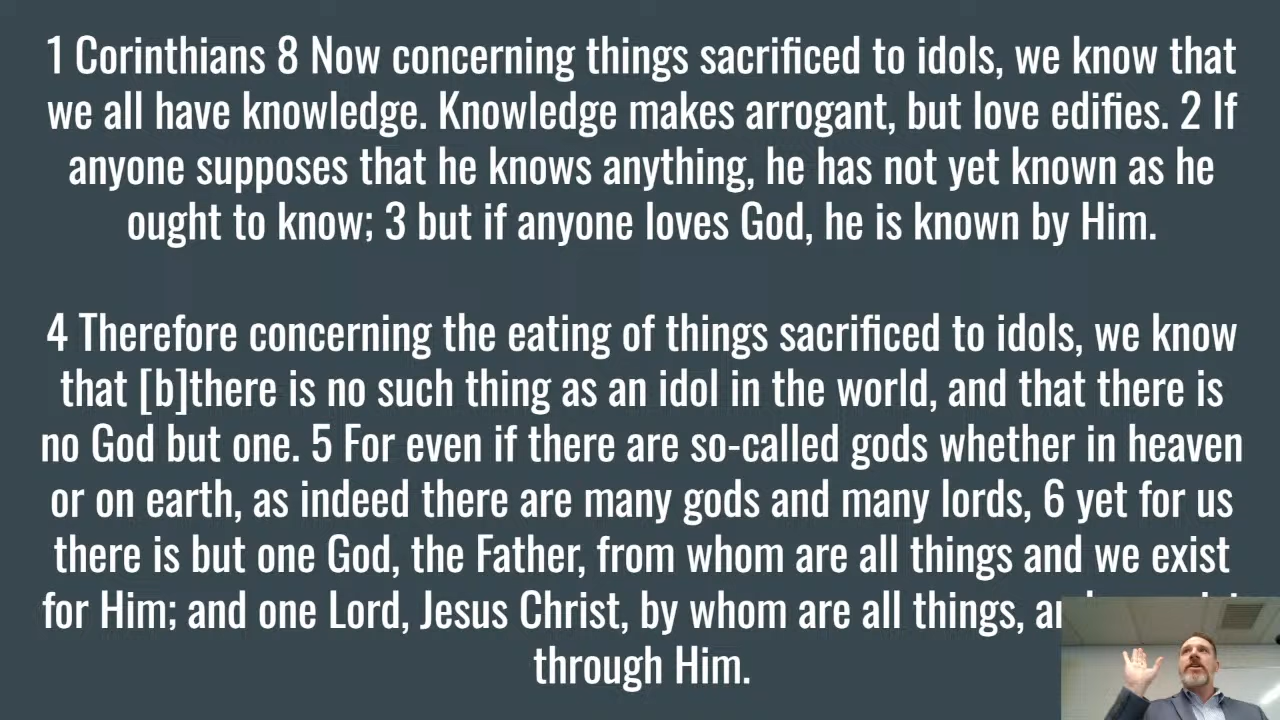 1 Corinthians 8 Now concerning things sacrificed to idols, we know that
we all have knowledge. Knowledge makes arrogant, but love edifies. 2 If
anyone supposes that he knows anything, he has not yet known as he
ought to know; 3 but if anyone loves God, he is known by Him.
4 Therefore concerning the eating of things sacrificed to idols, we know
that [b]there is no such thing as an idol in the world, and that there is
no God but one. 5 For even if there are so-called gods whether in heaven
or on earth, as indeed there are many gods and many lords, 6 yet for us
there is but one God, the Father, from whom are all things and we exist
for Him; and one Lord, Jesus Christ, by whom are all things,
through Him.